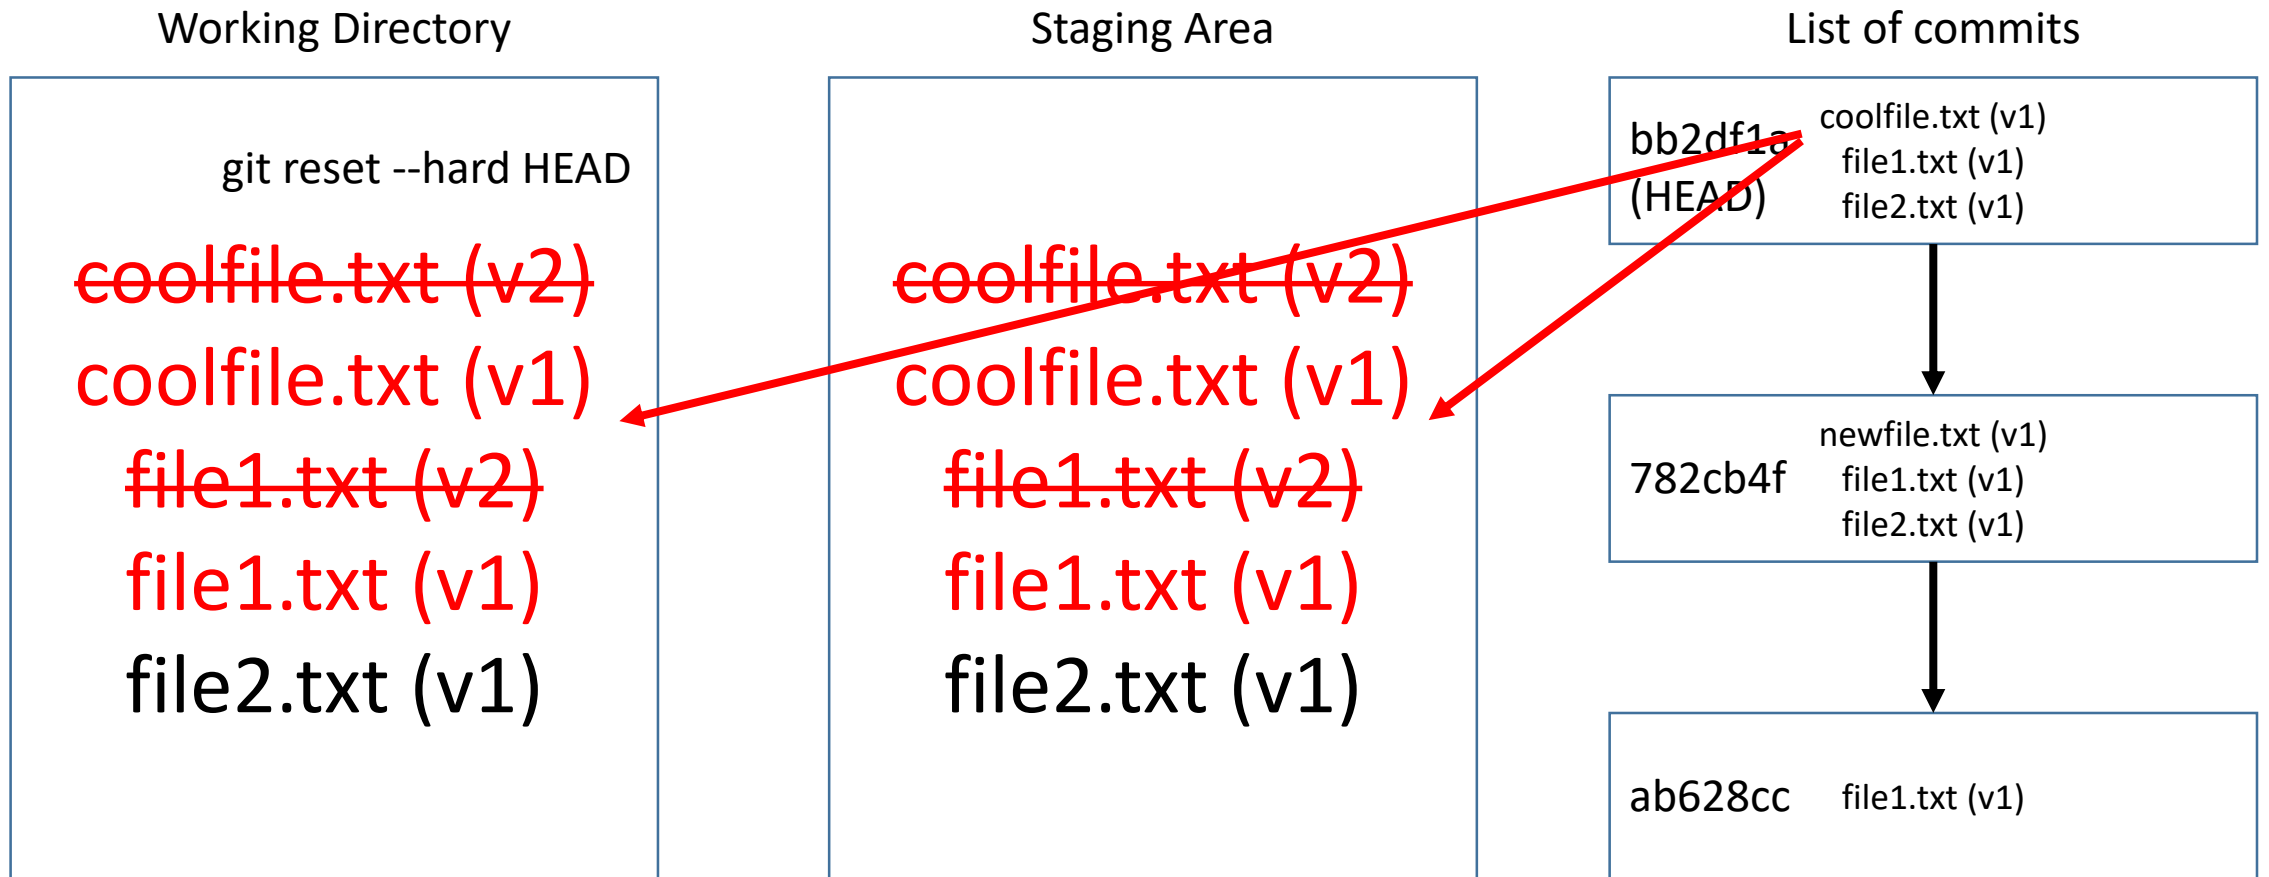 Working Directory
git reset --hard HEAD
coolfile.txt (v2)
coolfile.txt (v1)
file1.txt (v2)
file1.txt (v1)
file2.txt (v1)
Staging Area
coolfile.txt (v2)
coolfile.txt (v1)
file1.txt (v2)
file1.txt (v1)
file2.txt (v1)
List of commits
bb2df1a
(HEAD)
coolfile.txt (v1)
file1.txt (v1)
file2.txt (v1)
782cb4f
newfile.txt (v1)
file1.txt (v1)
file2.txt (v1)
ab628cc
file1.txt (v1)